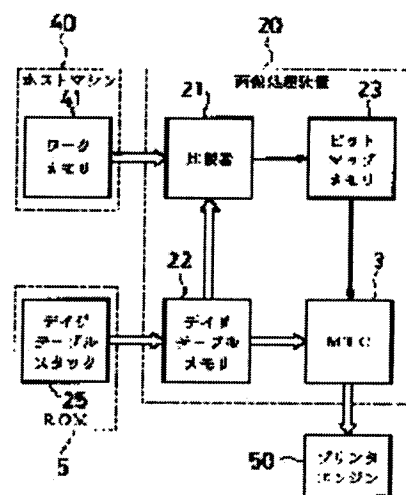 40
20
ホストマシン
画像処理装置
41
21
23
ワーク
メモリ
比較器
ビット
マップ
メモリ
22
3
ディザ
テーブル
スタック
ディザ
テーブル
メモリ
25
ROM
5
50
プリンタ
エンジン